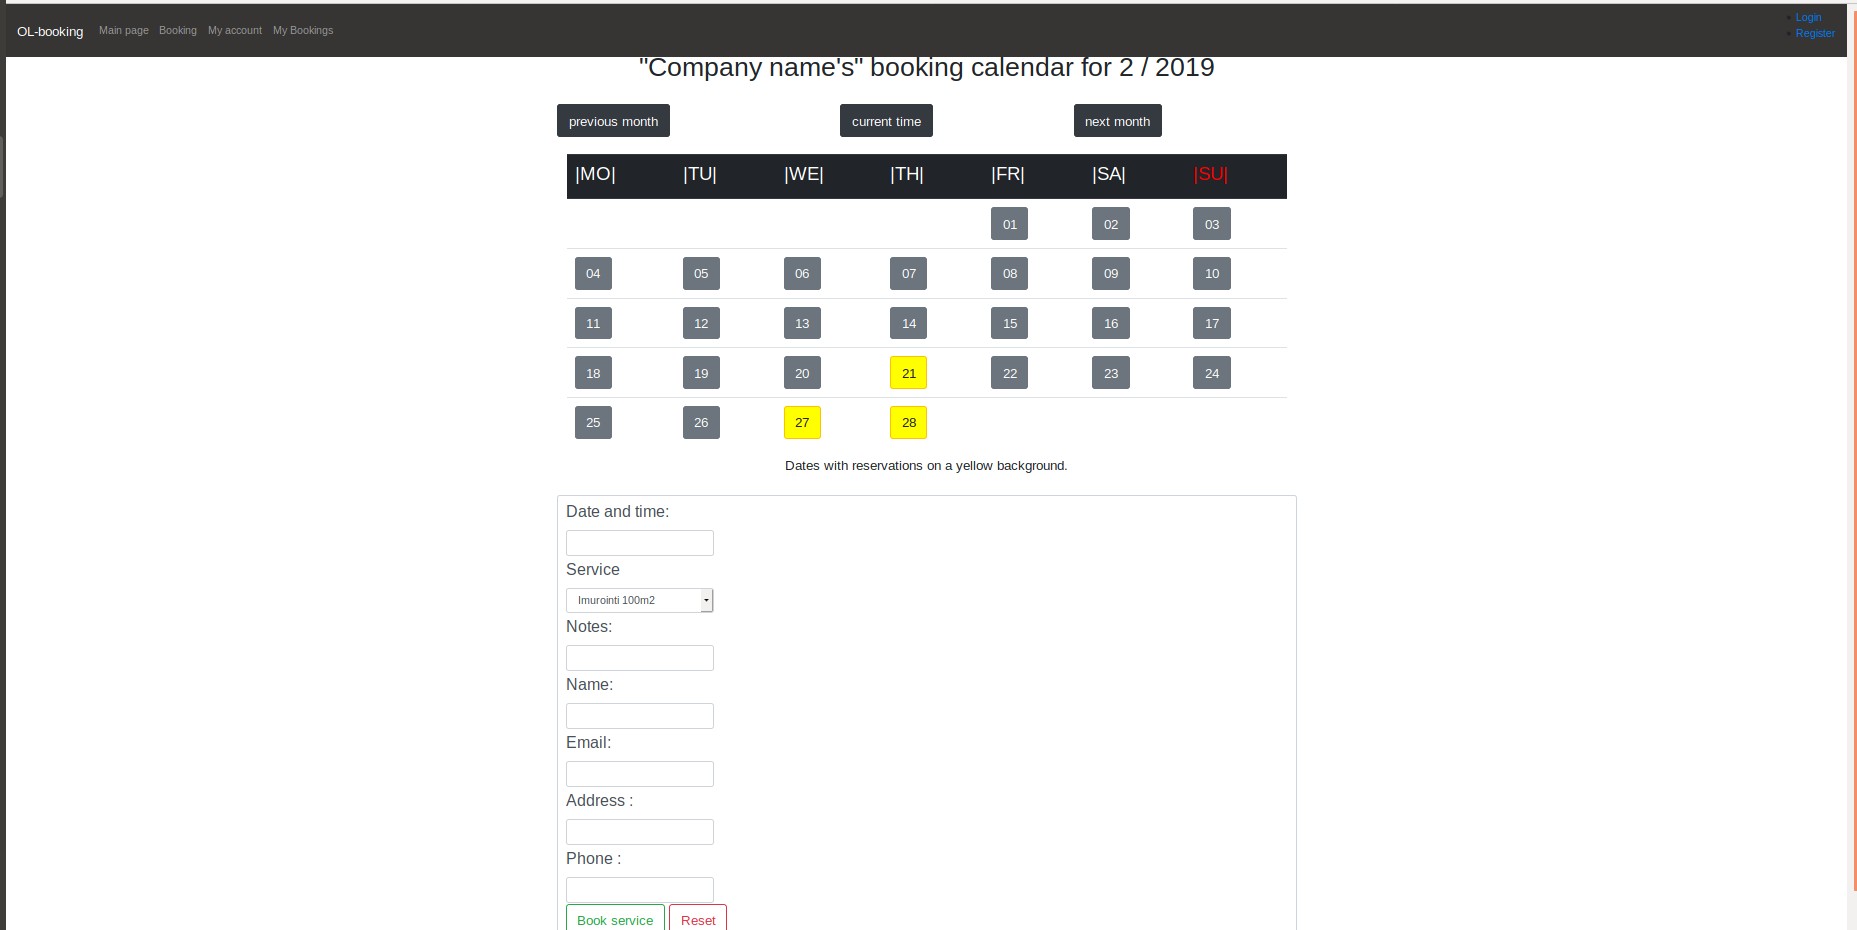 OL-booking Main page Booking My account My Bookings
Login
Register
"Company name's" booking calendar for 2 / 2019
previous month current time next month
|MO| |TU| |WE| |TH| |FR| |SA| |SU|
01 02 03
04 05 06 07 08 09 10
11 12 13 14 15 16 17
18 19 20 21 22 23 24
25 26 27 28
Dates with reservations on a yellow background.
Date and time:
Service
Imurointi 100m2
Notes:
Name:
Email:
Address :
Phone :
Book service Reset